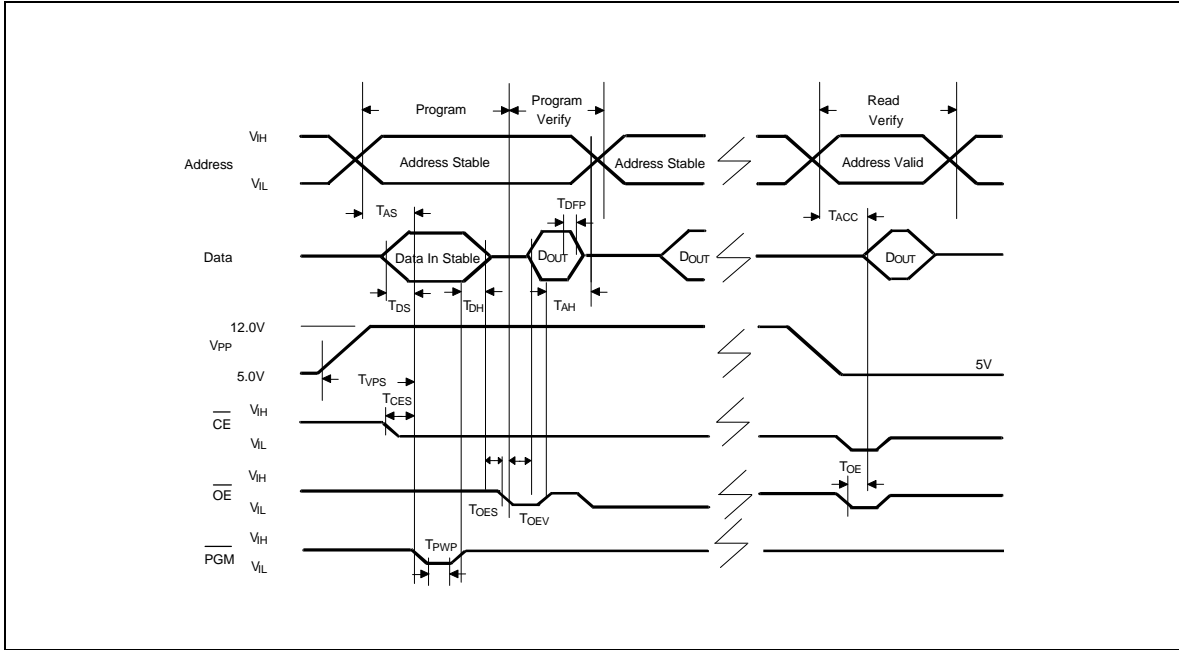 Program
Program
Verify
Read
Verify
VIH
Address
VIL
Address Stable
Address Stable
Address Valid
TAS
TDFP
TACC
Data
Data In Stable
DOUT
DOUT
DOUT
TDS
TDH
TAH
12.0V
VPP
5.0V
5V
TVPS
TCES
VIH
CE
VIL
VIH
OE
VIL
TOES
TOEV
TOE
VIH
PGM
VIL
TPWP